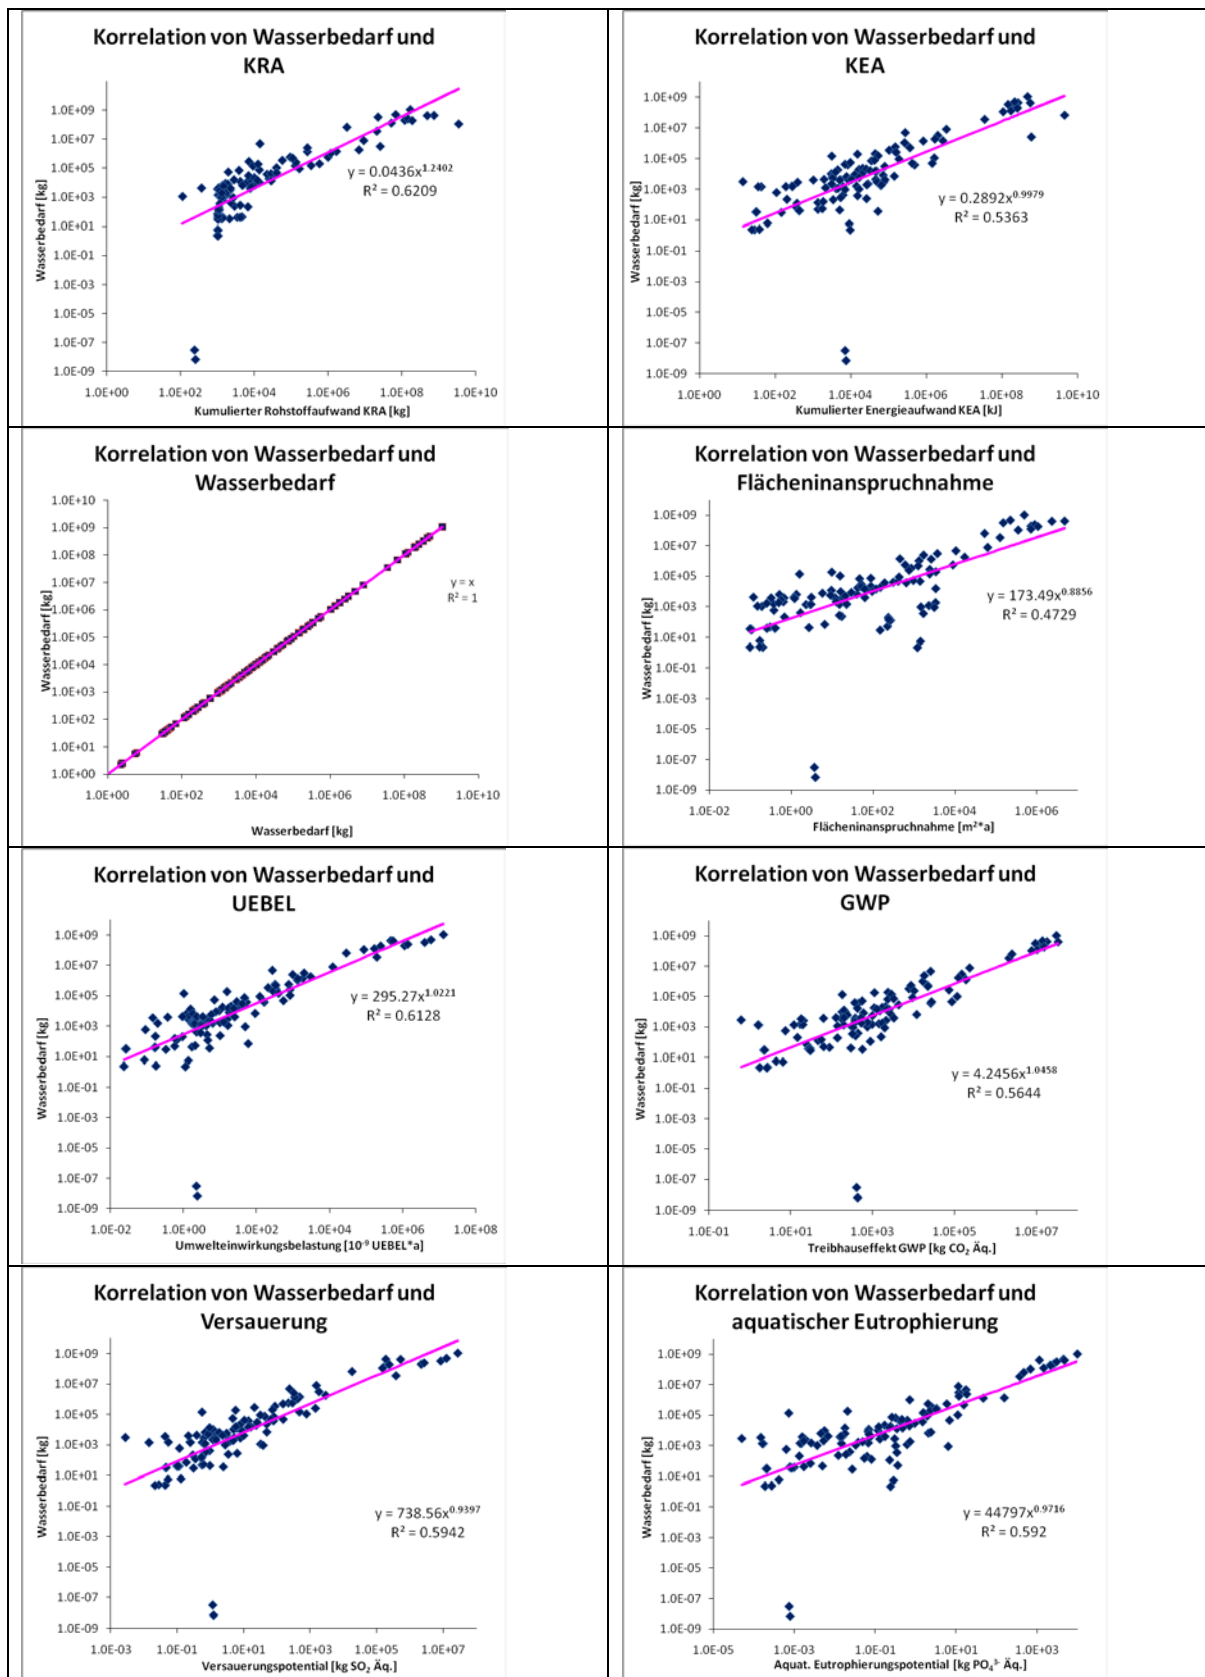 Korrelation von Wasserbedarf und
KRA
1.0E+09
1.0E+07
1.0E+05
1.0E+03
1.0E+01
1.0E-01
1.0E-03
1.0E-05
1.0E-07
1.0E-09
Wasserbedarf [kg]
y = 0.0436x^1.2402
R² = 0.6209
1.0E+00 1.0E+02 1.0E+04 1.0E+06 1.0E+08 1.0E+10
Kumulierter Rohstoffaufwand KRA [kg]
Korrelation von Wasserbedarf und
KEA
1.0E+09
1.0E+07
1.0E+05
1.0E+03
1.0E+01
1.0E-01
1.0E-03
1.0E-05
1.0E-07
1.0E-09
Wasserbedarf [kg]
y = 0.2892x^0.9979
R² = 0.5363
1.0E+00 1.0E+02 1.0E+04 1.0E+06 1.0E+08 1.0E+10
Kumulierter Energieaufwand KEA [kJ]
Korrelation von Wasserbedarf und
Wasserbedarf
1.0E+10
1.0E+09
1.0E+08
1.0E+07
1.0E+06
1.0E+05
1.0E+04
1.0E+03
1.0E+02
1.0E+01
1.0E+00
Wasserbedarf [kg]
y = x
R² = 1
1.0E+00 1.0E+02 1.0E+04 1.0E+06 1.0E+08 1.0E+10
Wasserbedarf [kg]
Korrelation von Wasserbedarf und
Flächeninanspruchnahme
1.0E+09
1.0E+07
1.0E+05
1.0E+03
1.0E+01
1.0E-01
1.0E-03
1.0E-05
1.0E-07
1.0E-09
Wasserbedarf [kg]
y = 173.49x^0.8856
R² = 0.4729
1.0E-02 1.0E+00 1.0E+02 1.0E+04 1.0E+06
Flächeninanspruchnahme [m²*a]
Korrelation von Wasserbedarf und
UEBEL
1.0E+09
1.0E+07
1.0E+05
1.0E+03
1.0E+01
1.0E-01
1.0E-03
1.0E-05
1.0E-07
1.0E-09
Wasserbedarf [kg]
y = 295.27x^1.0221
R² = 0.6128
1.0E-02 1.0E+00 1.0E+02 1.0E+04 1.0E+06 1.0E+08
Umwelteinwirkungsbelastung [10⁻⁹ UEBEL*a]
Korrelation von Wasserbedarf und
GWP
1.0E+09
1.0E+07
1.0E+05
1.0E+03
1.0E+01
1.0E-01
1.0E-03
1.0E-05
1.0E-07
1.0E-09
Wasserbedarf [kg]
y = 4.2456x^1.0458
R² = 0.5644
1.0E-01 1.0E+01 1.0E+03 1.0E+05 1.0E+07
Treibhauseffekt GWP [kg CO₂ Äq.]
Korrelation von Wasserbedarf und
Versauerung
1.0E+09
1.0E+07
1.0E+05
1.0E+03
1.0E+01
1.0E-01
1.0E-03
1.0E-05
1.0E-07
1.0E-09
Wasserbedarf [kg]
y = 738.56x^0.9397
R² = 0.5942
1.0E-03 1.0E-01 1.0E+01 1.0E+03 1.0E+05 1.0E+07
Versauerungspotential [kg SO₂ Äq.]
Korrelation von Wasserbedarf und
aquatischer Eutrophierung
1.0E+09
1.0E+07
1.0E+05
1.0E+03
1.0E+01
1.0E-01
1.0E-03
1.0E-05
1.0E-07
1.0E-09
Wasserbedarf [kg]
y = 44797x^0.9716
R² = 0.592
1.0E-05 1.0E-03 1.0E-01 1.0E+01 1.0E+03
Aquat. Eutrophierungspotential [kg PO₄³⁻ Äq.]